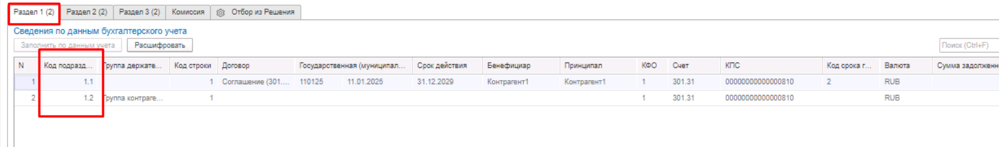 Раздел 1 (2) Раздел 2 (2) Раздел 3 (2) Комиссия Отбор из Решения
Сведения по данным бухгалтерского учета
Заполнить по данным учета Расшифровать Поиск (Ctrl+F)
N Код подразд... Группа держате... Код строки Договор Государственная (муниципал... Срок действия Бенефициар Принципал КФО Счет КПС Код срока г... Валюта Сумма задолженн
1 1.1 1 Соглашение (301.... 110125 11.01.2025 31.12.2029 Контрагент1 Контрагент1 1 301.31 00000000000000810 2 RUB
2 1.2 Группа контраге... 1 1 301.31 00000000000000810 RUB